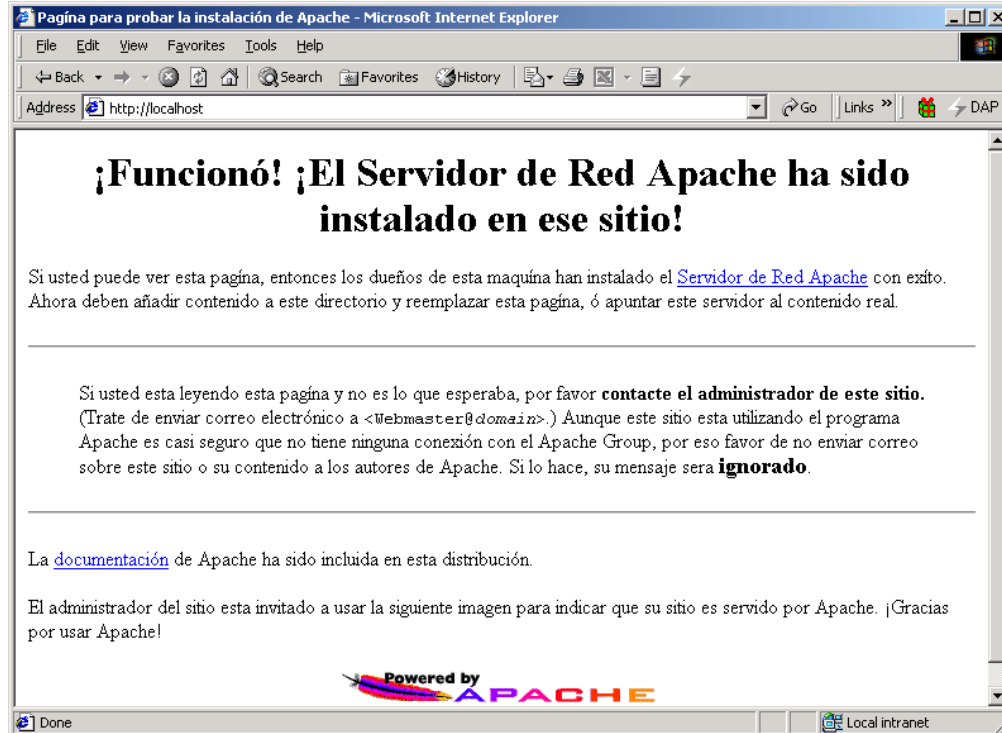 Pagína para probar la instalación de Apache - Microsoft Internet Explorer
File Edit View Favorites Tools Help
Back Search Favorites History
Address http://localhost Go Links » DAP
¡Funcionó! ¡El Servidor de Red Apache ha sido
instalado en ese sitio!
Si usted puede ver esta pagína, entonces los dueños de esta maquína han instalado el Servidor de Red Apache con exíto.
Ahora deben añadir contenido a este directorio y reemplazar esta pagína, ó apuntar este servidor al contenido real.
Si usted esta leyendo esta pagína y no es lo que esperaba, por favor contacte el administrador de este sitio.
(Trate de enviar correo electrónico a <Webmaster@domain>.) Aunque este sitio esta utilizando el programa
Apache es casi seguro que no tiene ninguna conexión con el Apache Group, por eso favor de no enviar correo
sobre este sitio o su contenido a los autores de Apache. Si lo hace, su mensaje sera ignorado.
La documentación de Apache ha sido incluida en esta distribución.
El administrador del sitio esta invitado a usar la siguiente imagen para indicar que su sitio es servido por Apache. ¡Gracias
por usar Apache!
Powered by
APACHE
Done Local intranet